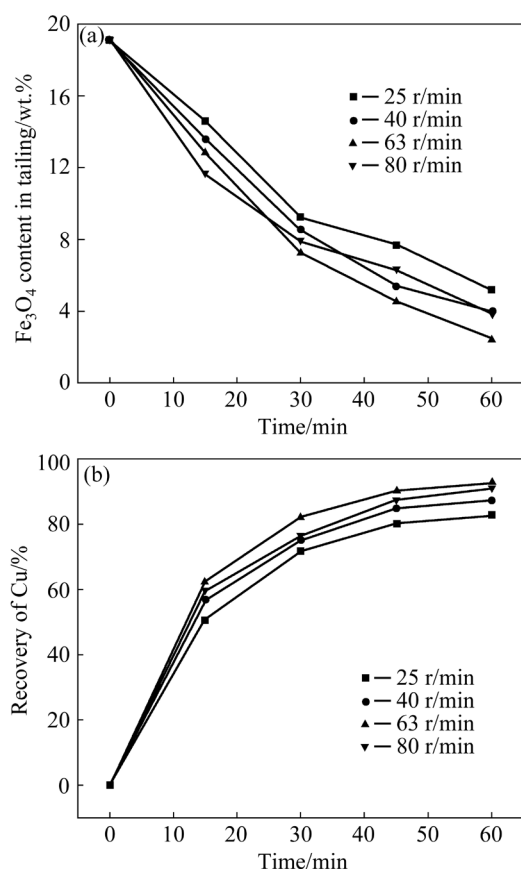 (a)
20
16
12
8
4
0
Fe₃O₄ content in tailing/wt.%
25 r/min
40 r/min
63 r/min
80 r/min
0 10 20 30 40 50 60
Time/min
(b)
100
80
60
40
20
0
Recovery of Cu/%
25 r/min
40 r/min
63 r/min
80 r/min
0 10 20 30 40 50 60
Time/min